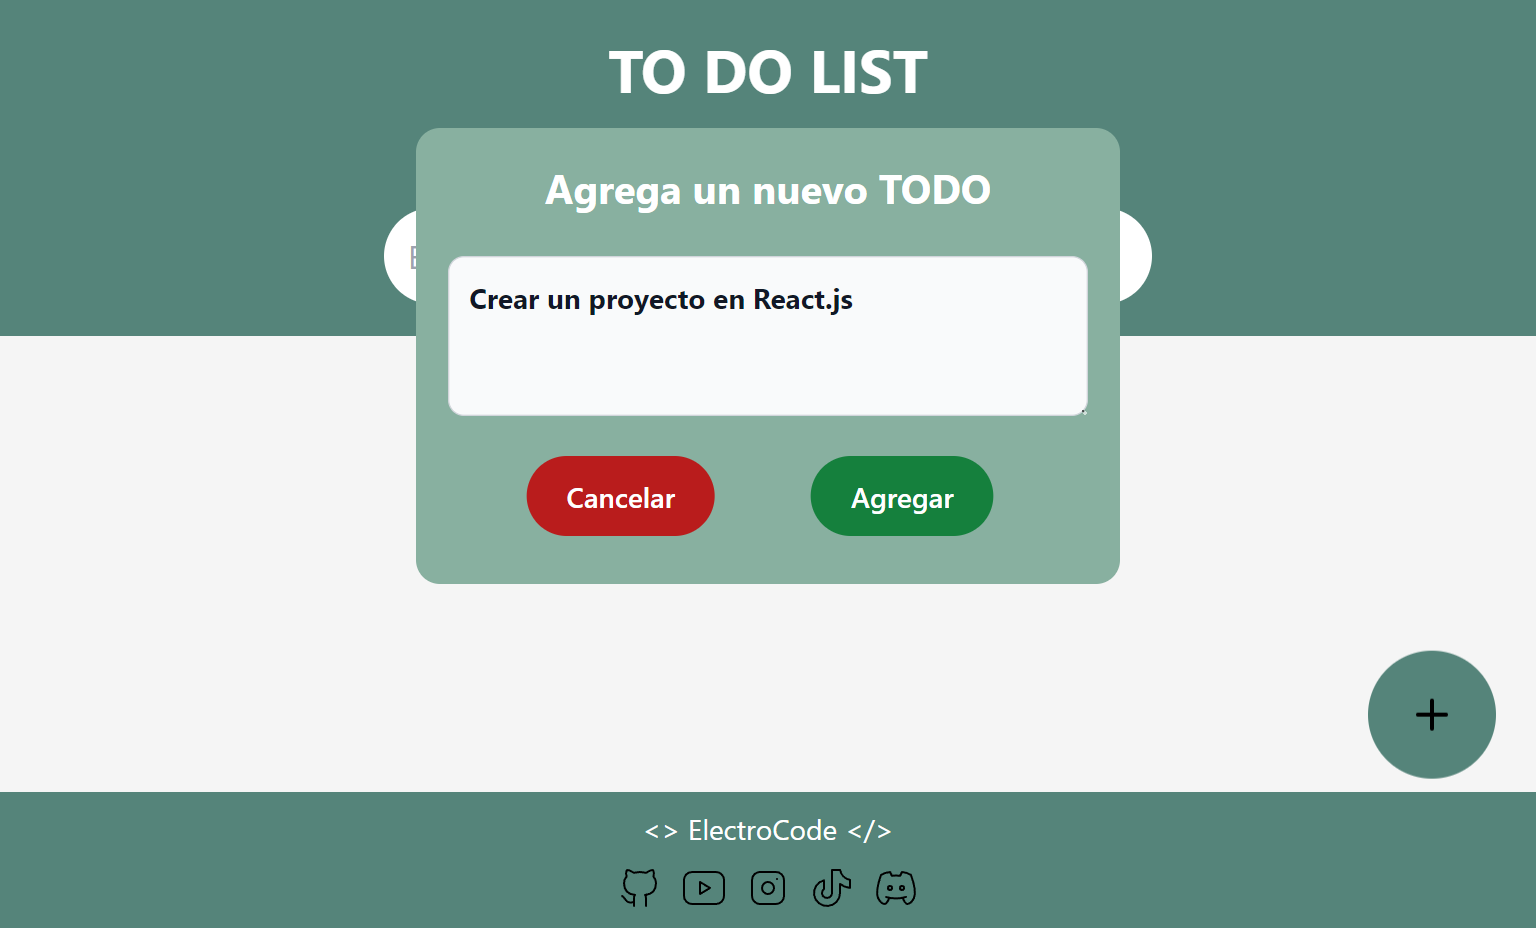 TO DO LIST
Agrega un nuevo TODO
Crear un proyecto en React.js
Cancelar
Agregar
<> ElectroCode </>